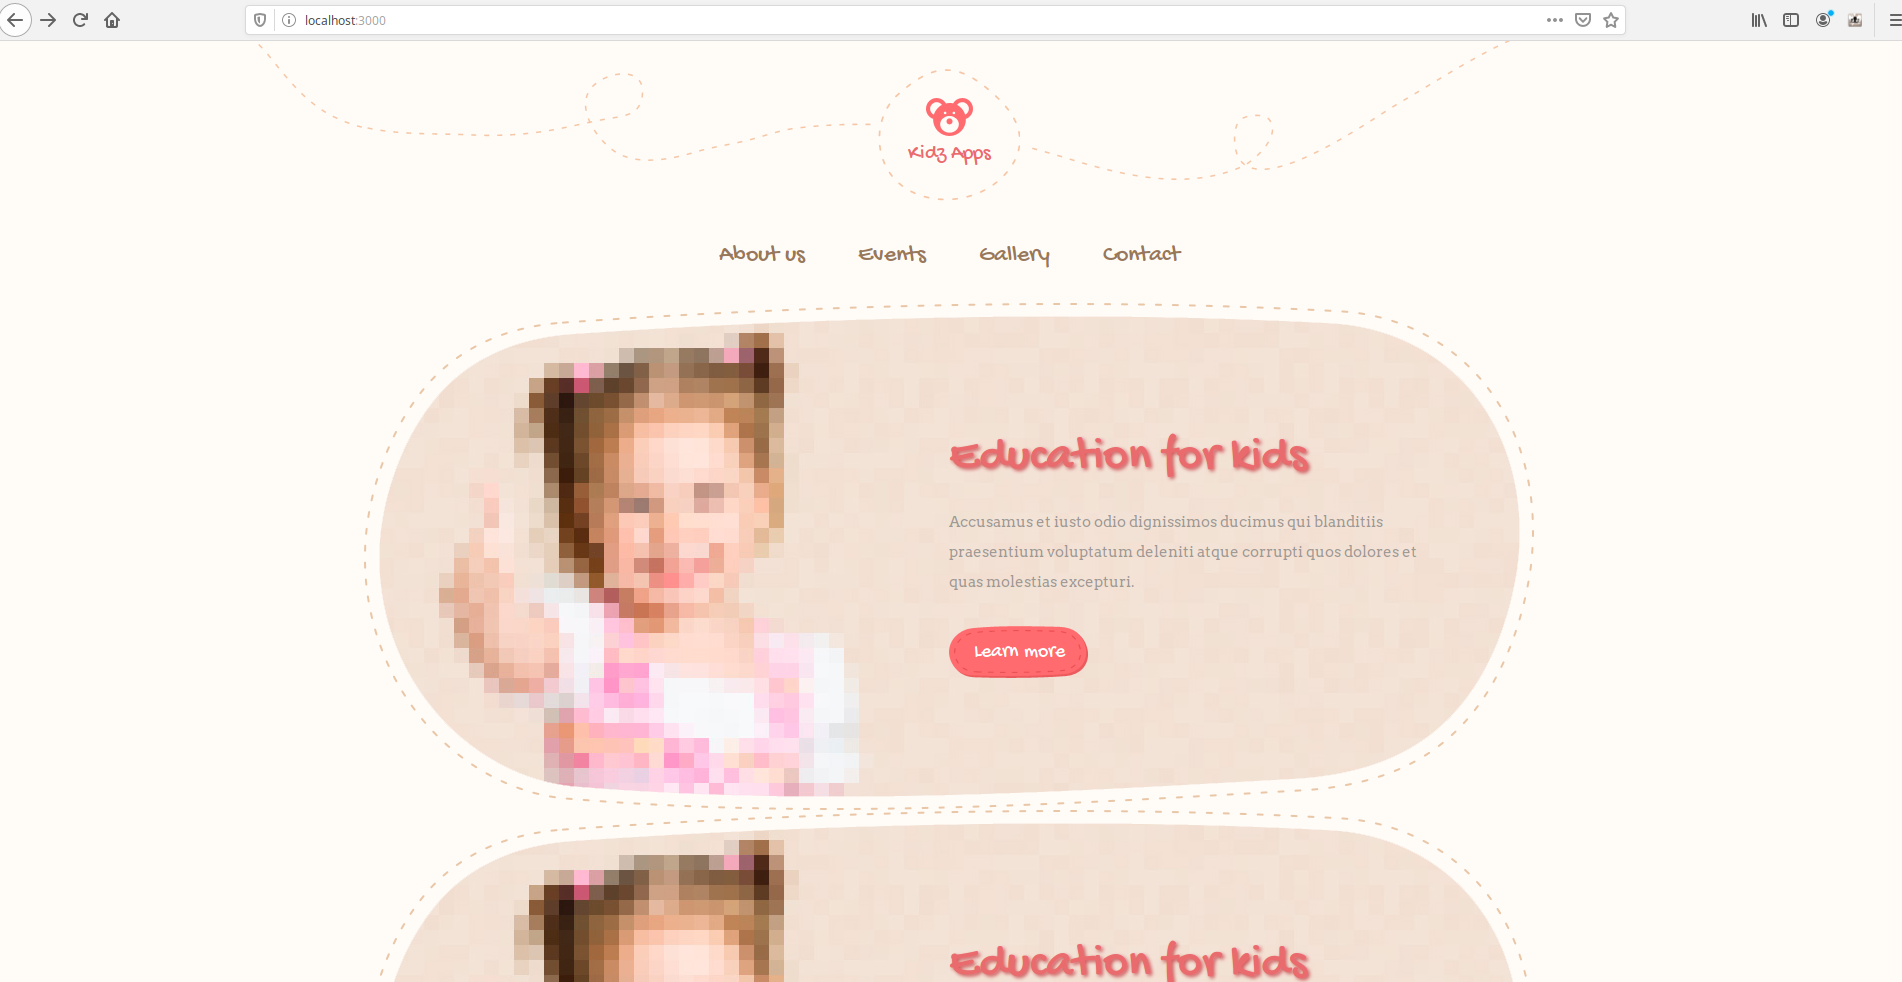 localhost:3000
Kidz Apps
About us Events Gallery Contact
Education for kids
Accusamus et iusto odio dignissimos ducimus qui blanditiis
praesentium voluptatum deleniti atque corrupti quos dolores et
quas molestias excepturi.
Learn more
Education for kids